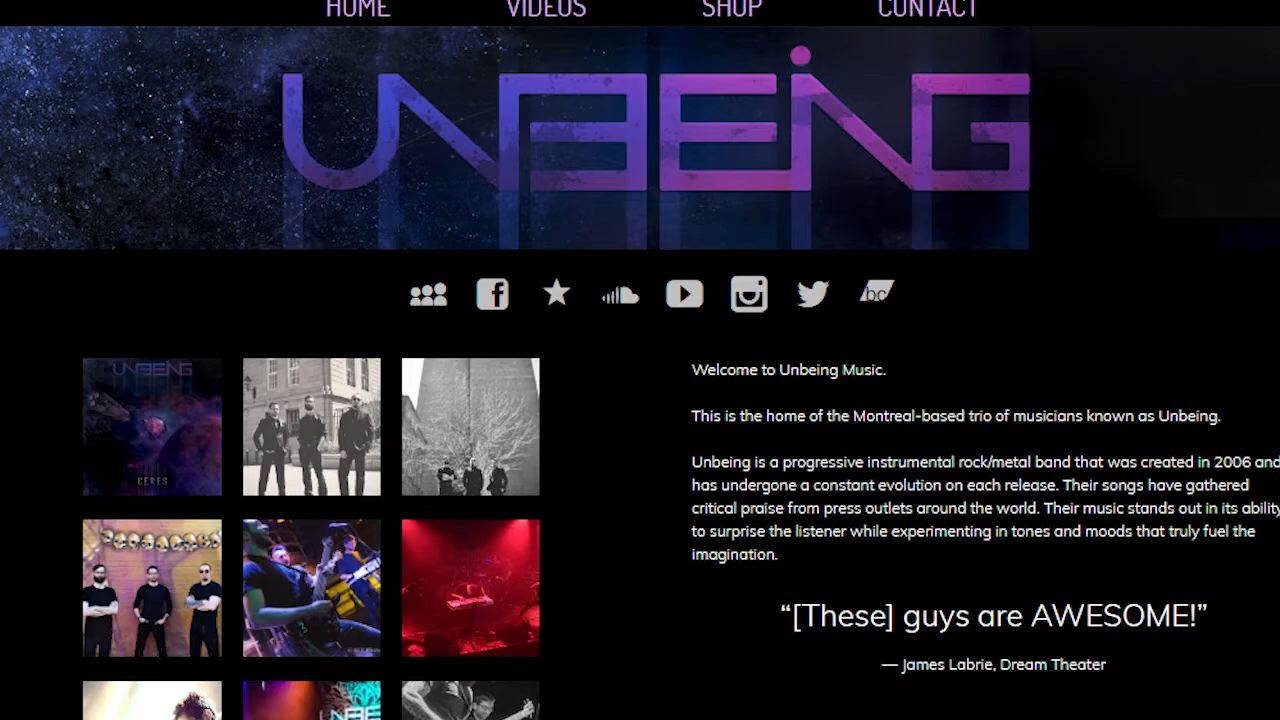 HOME VIDEOS SHOP CONTACT
UNBEING
bc
UNBEING
CERES
Welcome to Unbeing Music.
This is the home of the Montreal-based trio of musicians known as Unbeing.
Unbeing is a progressive instrumental rock/metal band that was created in 2006 and
has undergone a constant evolution on each release. Their songs have gathered
critical praise from press outlets around the world. Their music stands out in its ability
to surprise the listener while experimenting in tones and moods that truly fuel the
imagination.
“[These] guys are AWESOME!”
— James Labrie, Dream Theater